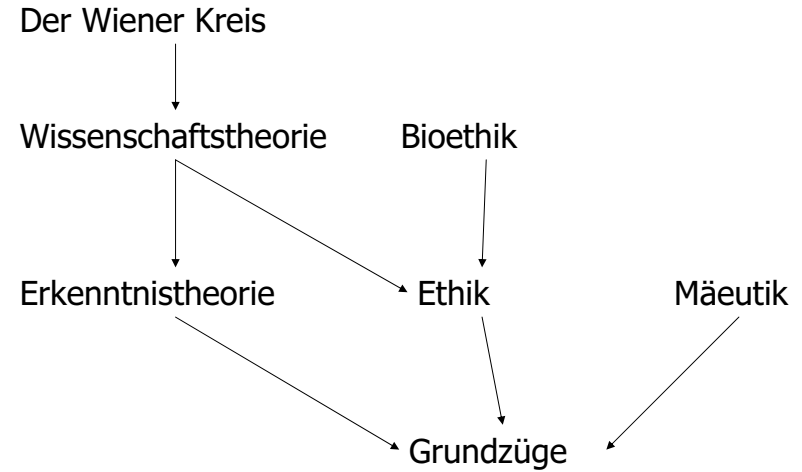 Der Wiener Kreis
Wissenschaftstheorie Bioethik
Erkenntnistheorie Ethik Mäeutik
Grundzüge